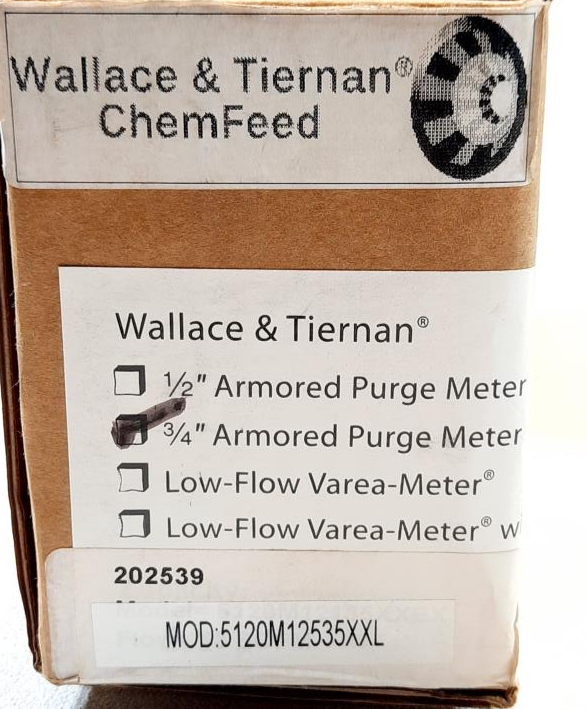 Wallace & Tiernan®
ChemFeed
Wallace & Tiernan®
½" Armored Purge Meter
¾" Armored Purge Meter
Low-Flow Varea-Meter®
Low-Flow Varea-Meter® w
202539
MOD:5120M12535XXL